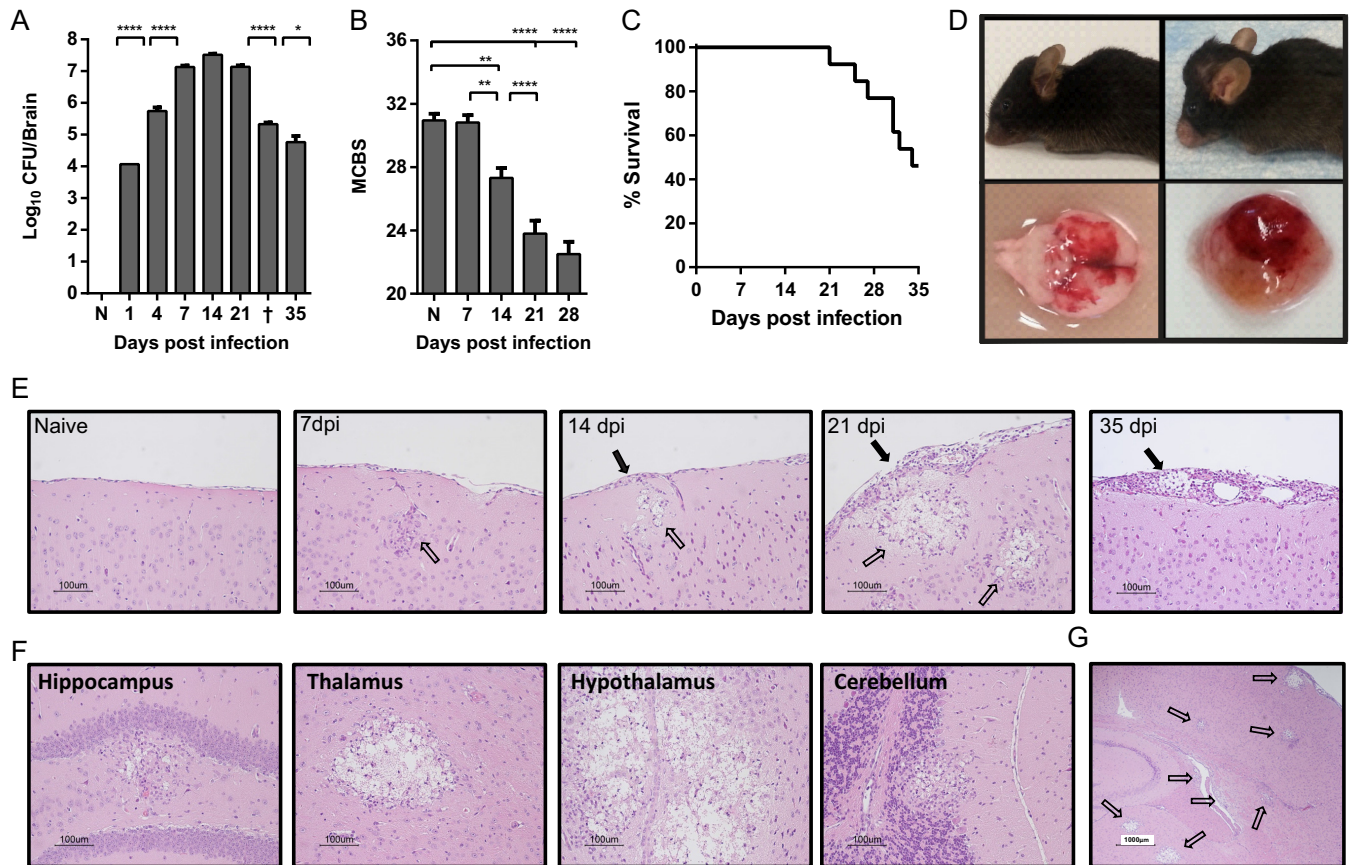 A
**** **** **** *
8
7
6
5
4
3
2
1
0
Log10 CFU/Brain
N 1 4 7 14 21 † 35
Days post infection
B
**** ****
**
** ****
36
32
28
24
20
MCBS
N 7 14 21 28
Days post infection
C
100
80
60
40
20
0
% Survival
0 7 14 21 28 35
Days post infection
D
E
Naive
100um
7dpi
100um
14 dpi
100um
21 dpi
100um
35 dpi
100um
F
Hippocampus
100um
Thalamus
100um
Hypothalamus
100um
Cerebellum
100um
G
1000µm